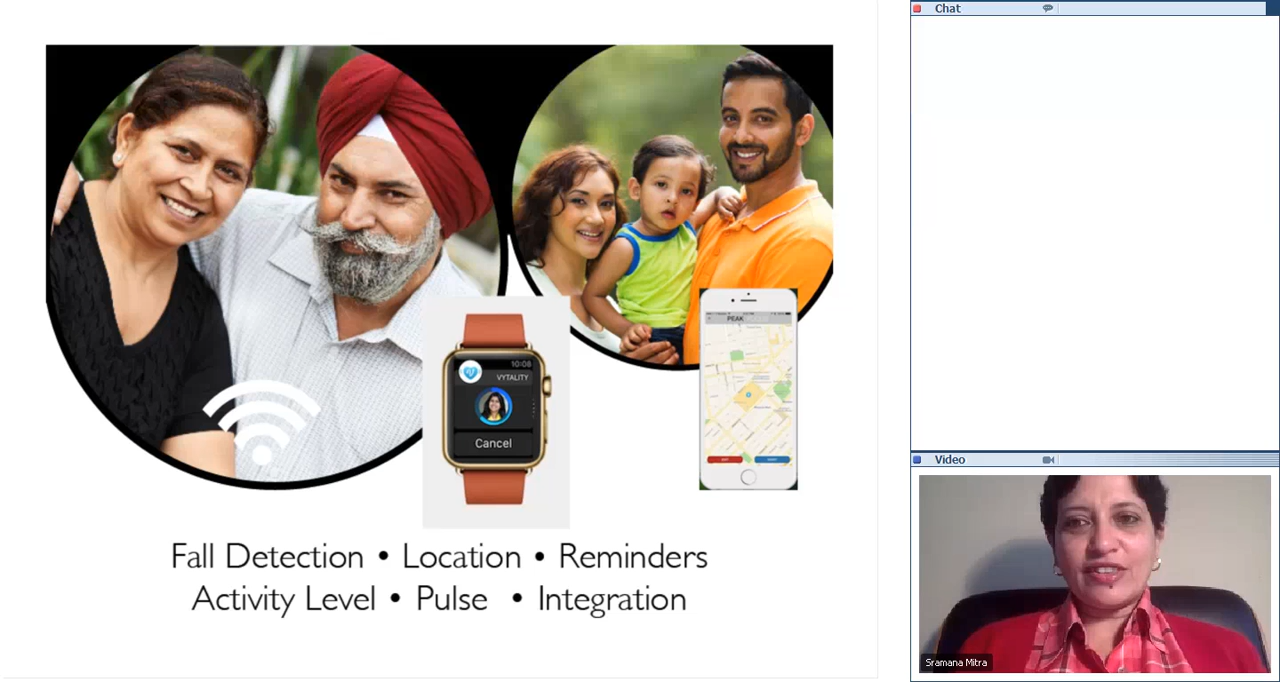 Chat
10:08
VYTALITY
Cancel
PEAK
Fall Detection • Location • Reminders
Activity Level • Pulse • Integration
Video
Sramana Mitra